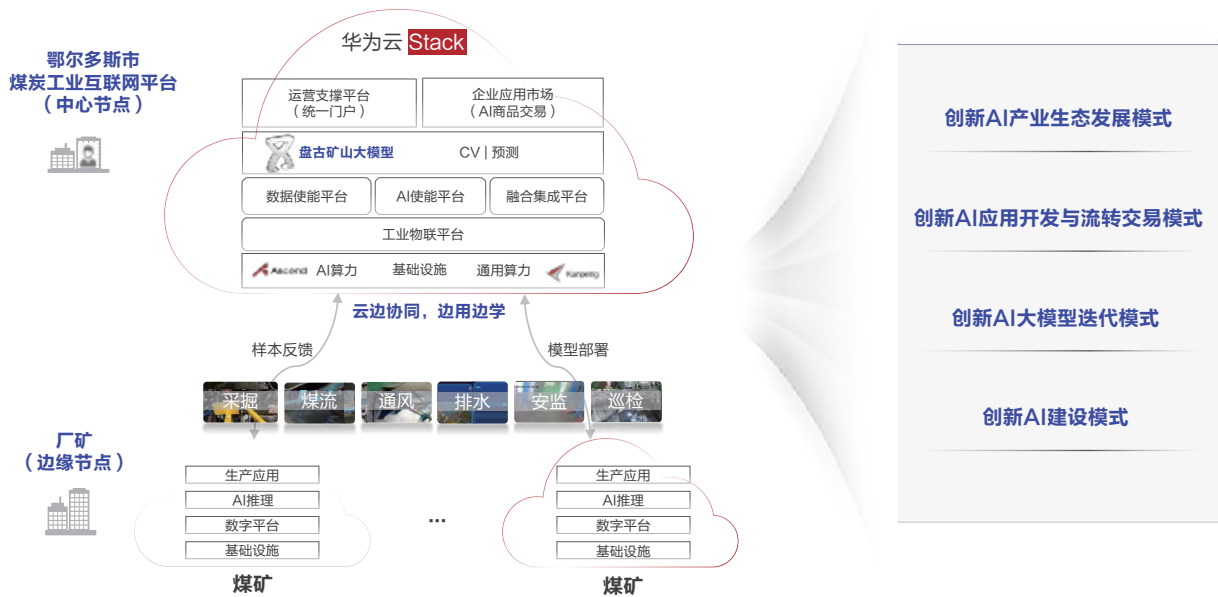 华为云 Stack
鄂尔多斯市
煤炭工业互联网平台
（中心节点）
运营支撑平台
（统一门户）
企业应用市场
（AI商品交易）
盘古矿山大模型
CV | 预测
数据使能平台
AI使能平台
融合集成平台
工业物联平台
Ascend AI算力
基础设施
通用算力 Kunpeng
云边协同，边用边学
样本反馈
模型部署
采掘
煤流
通风
排水
安监
巡检
厂矿
（边缘节点）
生产应用
AI推理
数字平台
基础设施
煤矿
...
生产应用
AI推理
数字平台
基础设施
煤矿
创新AI产业生态发展模式
创新AI应用开发与流转交易模式
创新AI大模型迭代模式
创新AI建设模式